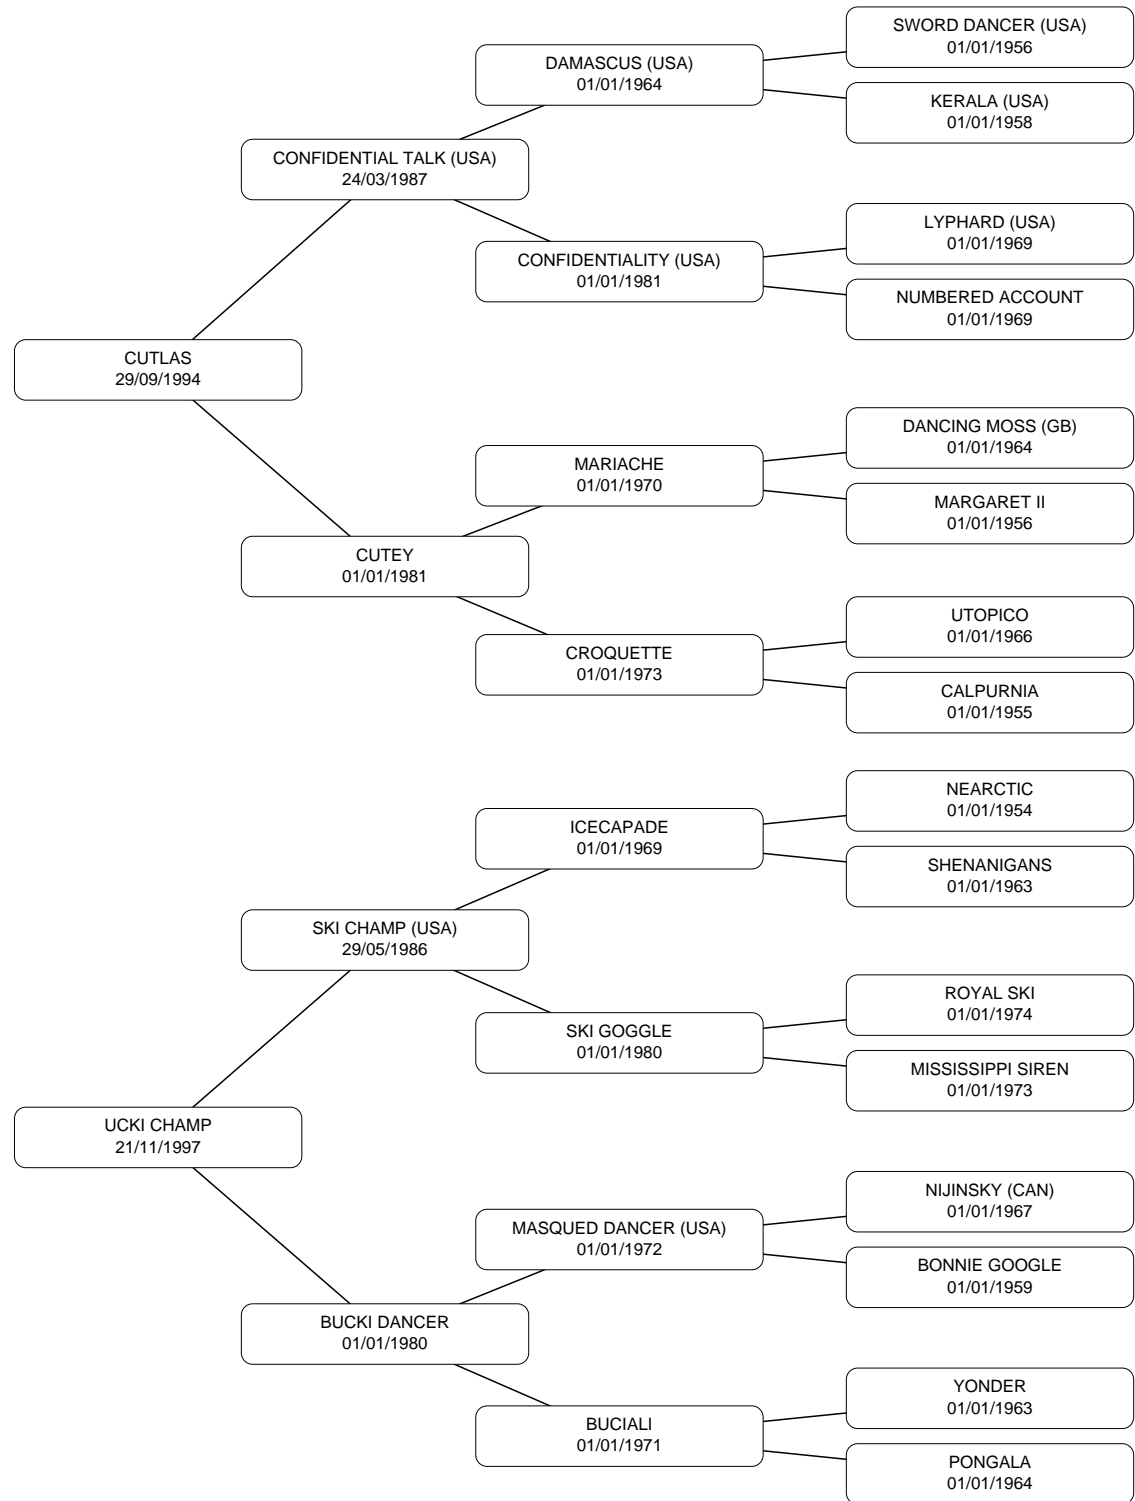 SWORD DANCER (USA)
01/01/1956
DAMASCUS (USA)
01/01/1964
KERALA (USA)
01/01/1958
CONFIDENTIAL TALK (USA)
24/03/1987
LYPHARD (USA)
01/01/1969
CONFIDENTIALITY (USA)
01/01/1981
NUMBERED ACCOUNT
01/01/1969
CUTLAS
29/09/1994
DANCING MOSS (GB)
01/01/1964
MARIACHE
01/01/1970
MARGARET II
01/01/1956
CUTEY
01/01/1981
UTOPICO
01/01/1966
CROQUETTE
01/01/1973
CALPURNIA
01/01/1955
NEARCTIC
01/01/1954
ICECAPADE
01/01/1969
SHENANIGANS
01/01/1963
SKI CHAMP (USA)
29/05/1986
ROYAL SKI
01/01/1974
SKI GOGGLE
01/01/1980
MISSISSIPPI SIREN
01/01/1973
UCKI CHAMP
21/11/1997
NIJINSKY (CAN)
01/01/1967
MASQUED DANCER (USA)
01/01/1972
BONNIE GOOGLE
01/01/1959
BUCKI DANCER
01/01/1980
YONDER
01/01/1963
BUCIALI
01/01/1971
PONGALA
01/01/1964